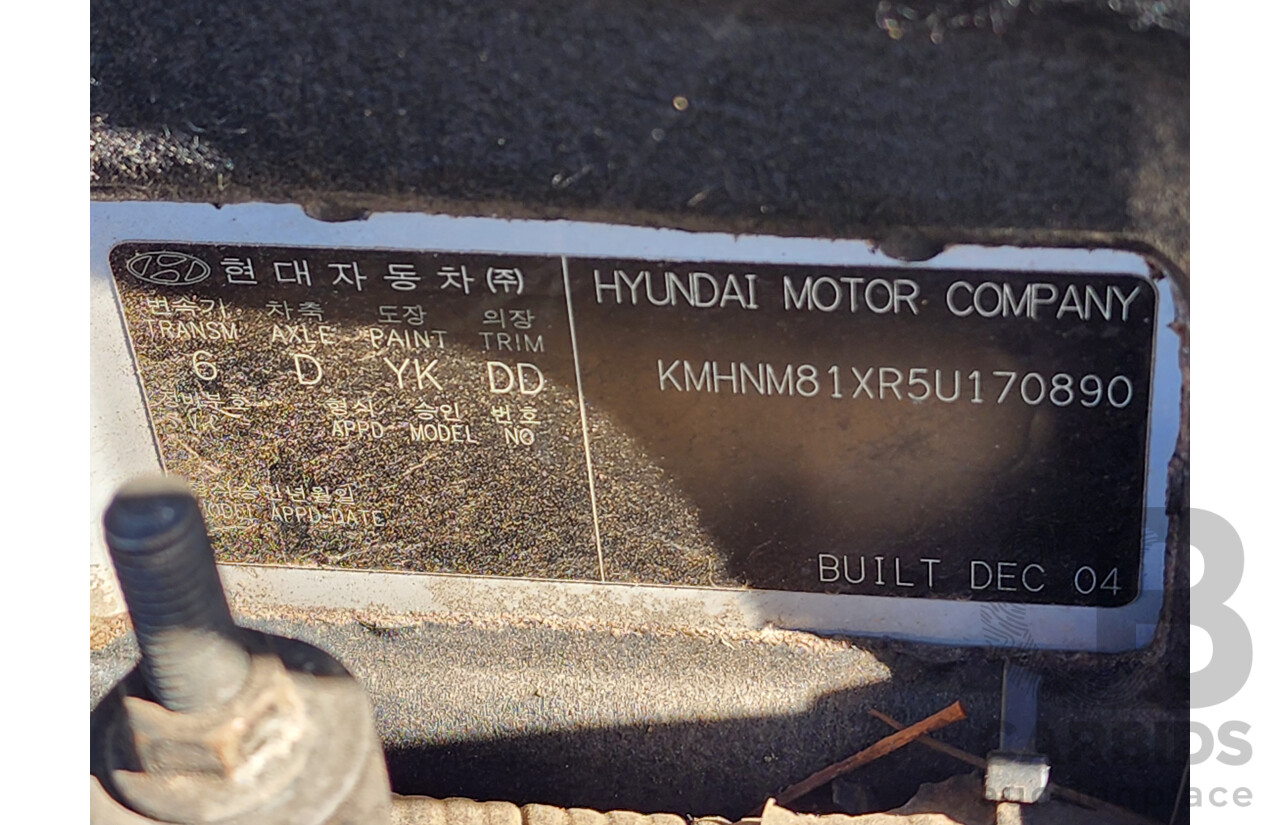 현대자동차(주)
변속기 차축 도장 의장
TRANSM AXLE PAINT TRIM
6 D YK DD
형식 승인 번호
APPD MODEL NO
APPD-DATE
HYUNDAI MOTOR COMPANY
KMHNM81XR5U170890
BUILT DEC 04